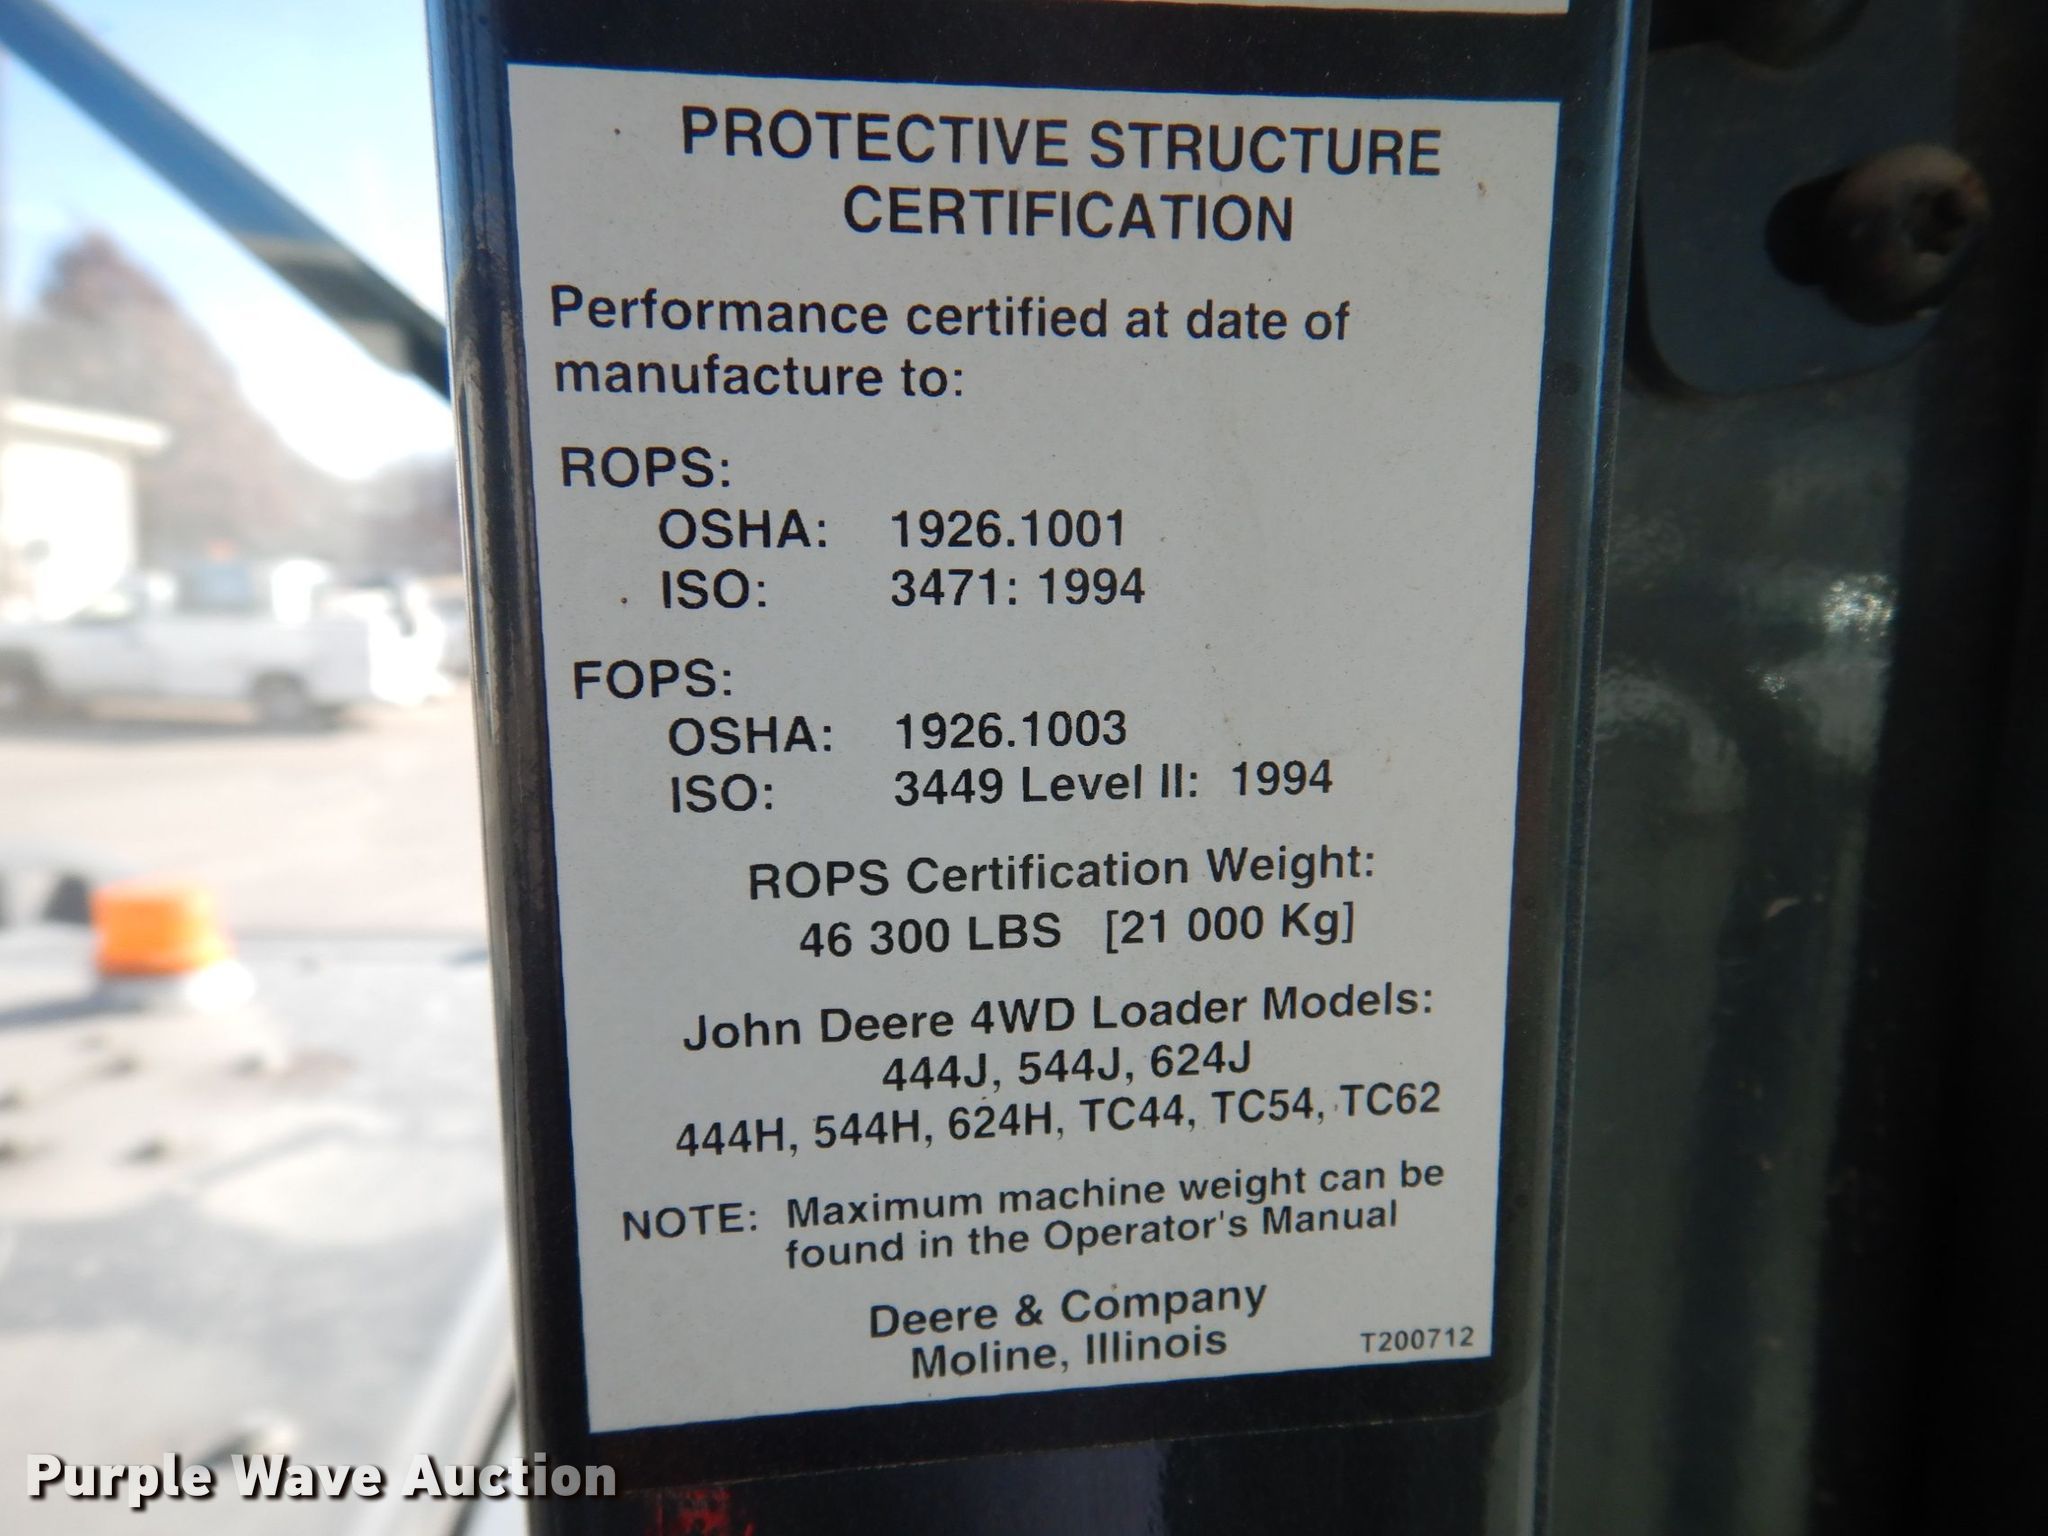 PROTECTIVE STRUCTURE
CERTIFICATION
Performance certified at date of
manufacture to:
ROPS:
OSHA: 1926.1001
ISO: 3471: 1994
FOPS:
OSHA: 1926.1003
ISO: 3449 Level II: 1994
ROPS Certification Weight:
46 300 LBS [21 000 Kg]
John Deere 4WD Loader Models:
444J, 544J, 624J
444H, 544H, 624H, TC44, TC54, TC62
NOTE: Maximum machine weight can be
found in the Operator's Manual
Deere & Company
Moline, Illinois
T200712
Purple Wave Auction